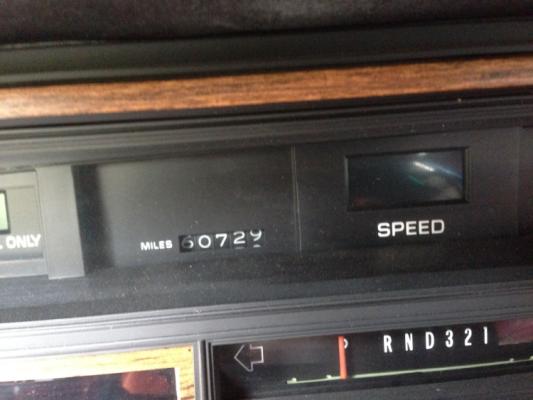 ONLY
MILES 60729
SPEED
RND321